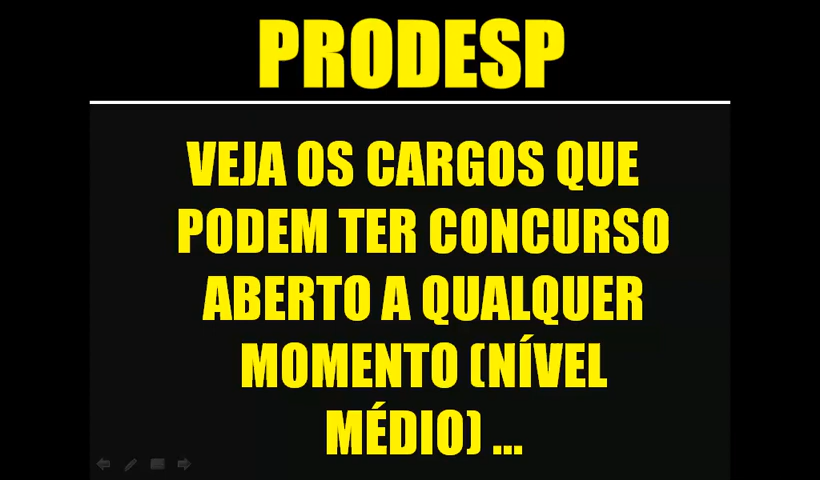 PRODESP
VEJA OS CARGOS QUE
PODEM TER CONCURSO
ABERTO A QUALQUER
MOMENTO (NÍVEL
MÉDIO) ...